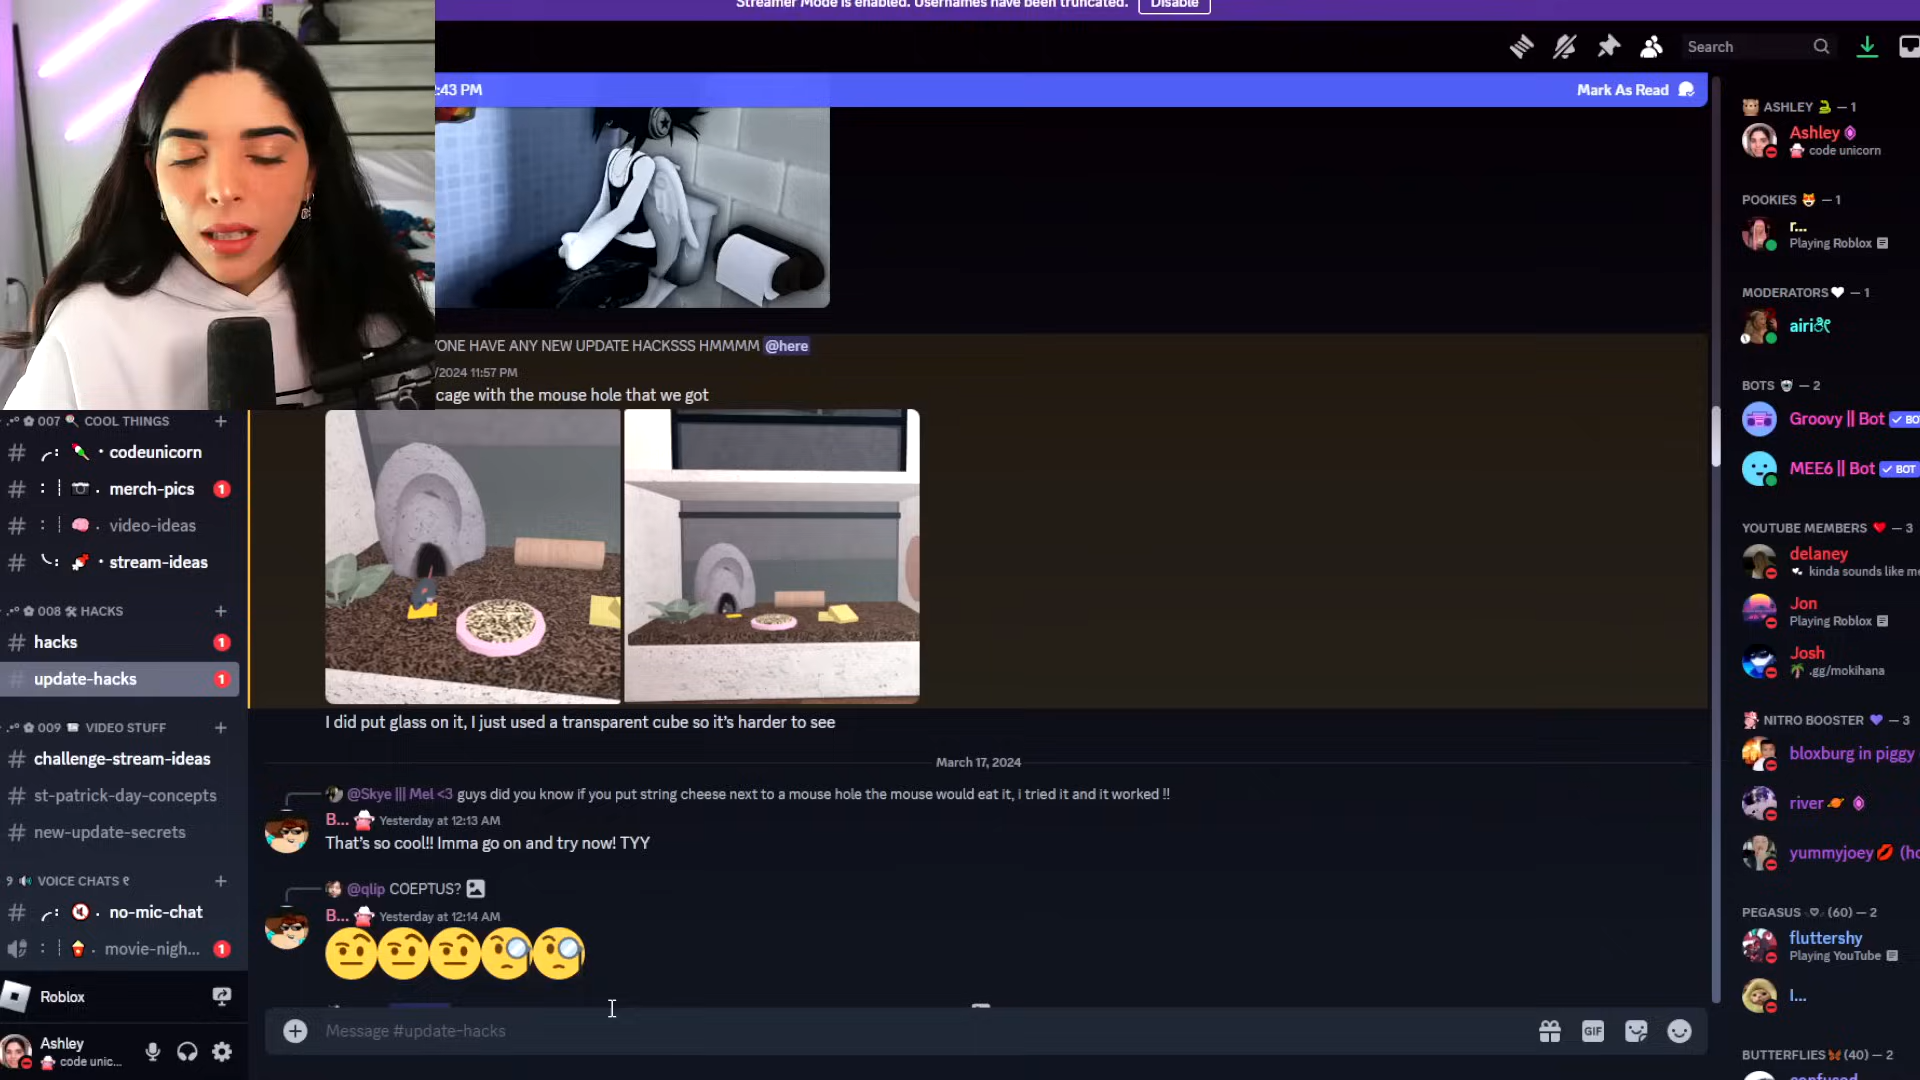 Streamer Mode is enabled. Usernames have been truncated.
Disable
Search
:43 PM
Mark As Read
ONE HAVE ANY NEW UPDATE HACKSSS HMMMM @here
/2024 11:57 PM
cage with the mouse hole that we got
I did put glass on it, I just used a transparent cube so it's harder to see
March 17, 2024
@Skye ||| Mel <3 guys did you know if you put string cheese next to a mouse hole the mouse would eat it, i tried it and it worked !!
B... Yesterday at 12:13 AM
That's so cool!! Imma go on and try now! TYY
@qlip COEPTUS?
B... Yesterday at 12:14 AM
Message #update-hacks
GIF
007 COOL THINGS
codeunicorn
merch-pics 1
video-ideas
stream-ideas
008 HACKS
hacks 1
update-hacks 1
009 VIDEO STUFF
challenge-stream-ideas
st-patrick-day-concepts
new-update-secrets
9 VOICE CHATS
no-mic-chat
movie-nigh... 1
Roblox
Ashley
code unic...
ASHLEY — 1
Ashley
code unicorn
POOKIES — 1
r...
Playing Roblox
MODERATORS — 1
airi
BOTS — 2
Groovy || Bot BO
MEE6 || Bot BOT
YOUTUBE MEMBERS — 3
delaney
kinda sounds like me
Jon
Playing Roblox
Josh
.gg/mokihana
NITRO BOOSTER — 3
bloxburg in piggy
river
yummyjoey (ho
PEGASUS (60) — 2
fluttershy
Playing YouTube
l...
BUTTERFLIES (40) — 2